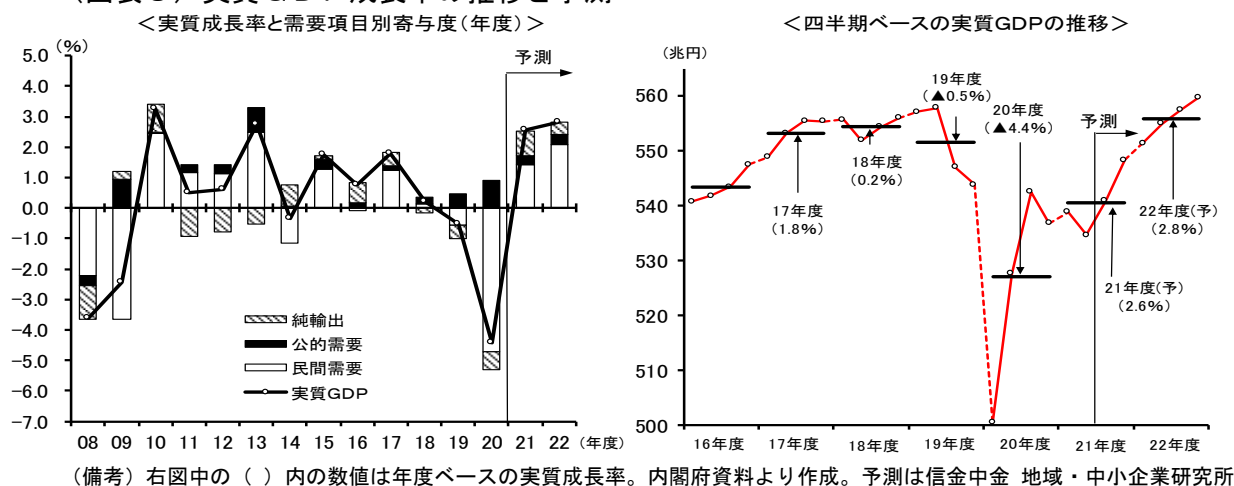 ＜実質成長率と需要項目別寄与度（年度）＞
(%)
5.0
4.0
3.0
2.0
1.0
0.0
−1.0
−2.0
−3.0
−4.0
−5.0
−6.0
−7.0
予測
純輸出
公的需要
民間需要
実質GDP
08 09 10 11 12 13 14 15 16 17 18 19 20 21 22 (年度)
＜四半期ベースの実質GDPの推移＞
(兆円)
560
550
540
530
520
510
500
17年度
(1.8%)
18年度
(0.2%)
19年度
(▲0.5%)
20年度
(▲4.4%)
予測
22年度(予)
(2.8%)
21年度(予)
(2.6%)
16年度 17年度 18年度 19年度 20年度 21年度 22年度
（備考）右図中の（ ）内の数値は年度ベースの実質成長率。内閣府資料より作成。予測は信金中金 地域・中小企業研究所